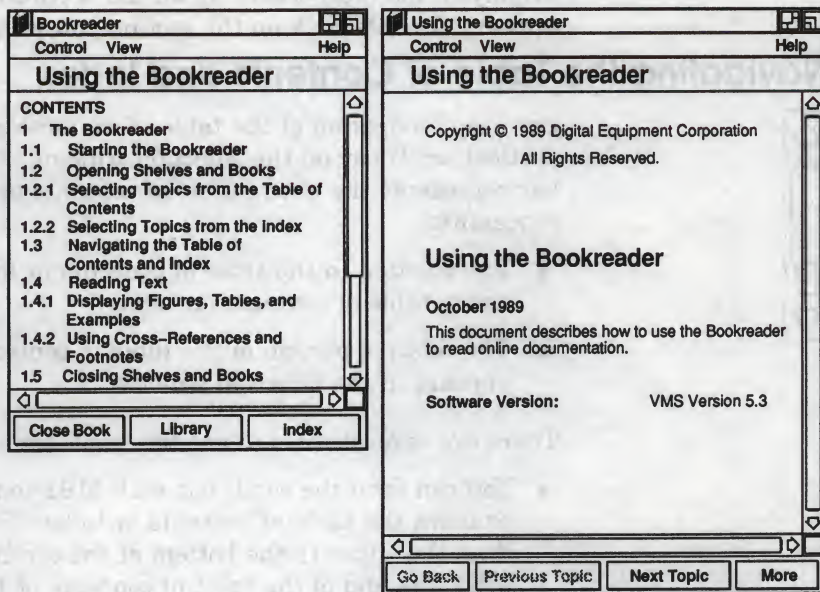 Bookreader
Control View Help
Using the Bookreader
CONTENTS
The Bookreader
1.1 Starting the Bookreader
1.2 Opening Shelves and Books
1.2.1 Selecting Topics from the Table of
Contents
1.2.2 Selecting Topics from the Index
1.3 Navigating the Table of
Contents and Index
1.4 Reading Text
1.4.1 Displaying Figures, Tables, and
Examples
1.4.2 Using Cross–References and
Footnotes
1.5 Closing Shelves and Books
Close Book Library Index
Using the Bookreader
Control View Help
Using the Bookreader
Copyright © 1989 Digital Equipment Corporation
All Rights Reserved.
Using the Bookreader
October 1989
This document describes how to use the Bookreader
to read online documentation.
Software Version: VMS Version 5.3
Go Back Previous Topic Next Topic More